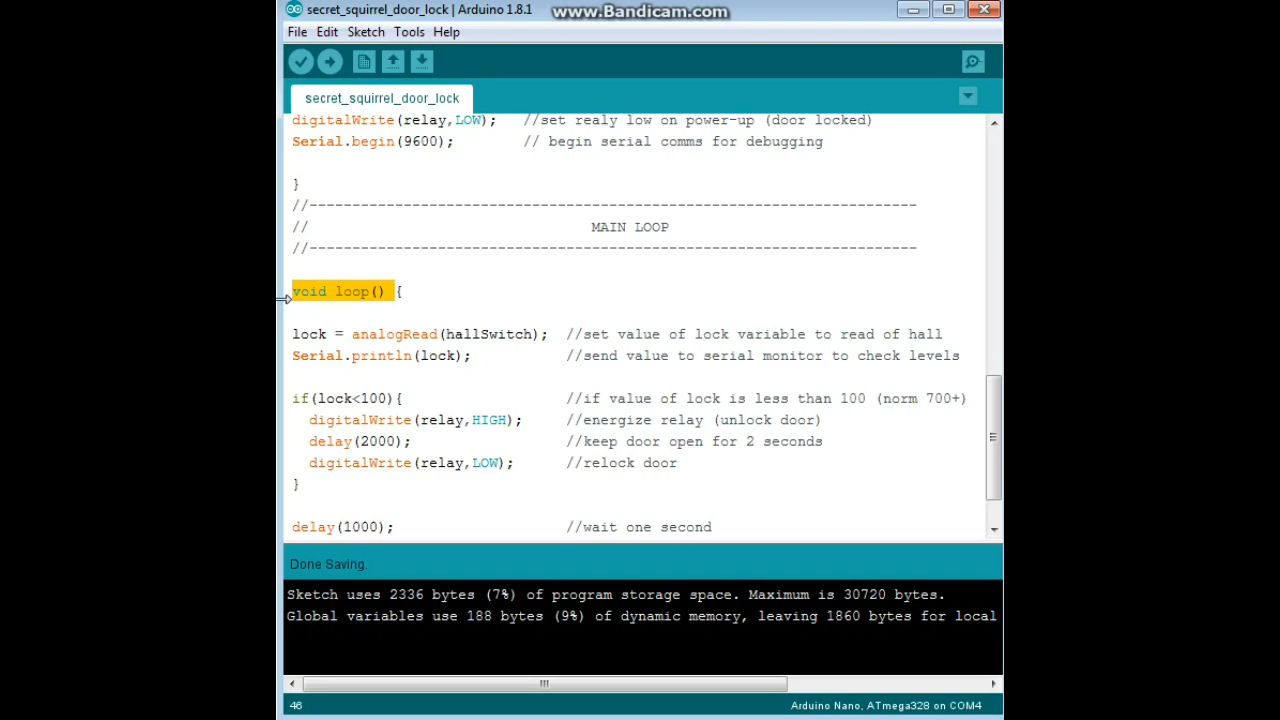 secret_squirrel_door_lock | Arduino 1.8.1
www.Bandicam.com
File Edit Sketch Tools Help
secret_squirrel_door_lock
digitalWrite(relay,LOW); //set realy low on power-up (door locked)
Serial.begin(9600); // begin serial comms for debugging
}
//-----------------------------------------------------------------------
// MAIN LOOP
//-----------------------------------------------------------------------
void loop() {
lock = analogRead(hallSwitch); //set value of lock variable to read of hall
Serial.println(lock); //send value to serial monitor to check levels
if(lock<100){ //if value of lock is less than 100 (norm 700+)
digitalWrite(relay,HIGH); //energize relay (unlock door)
delay(2000); //keep door open for 2 seconds
digitalWrite(relay,LOW); //relock door
}
delay(1000); //wait one second
Done Saving.
Sketch uses 2336 bytes (7%) of program storage space. Maximum is 30720 bytes.
Global variables use 188 bytes (9%) of dynamic memory, leaving 1860 bytes for local
46
Arduino Nano, ATmega328 on COM4